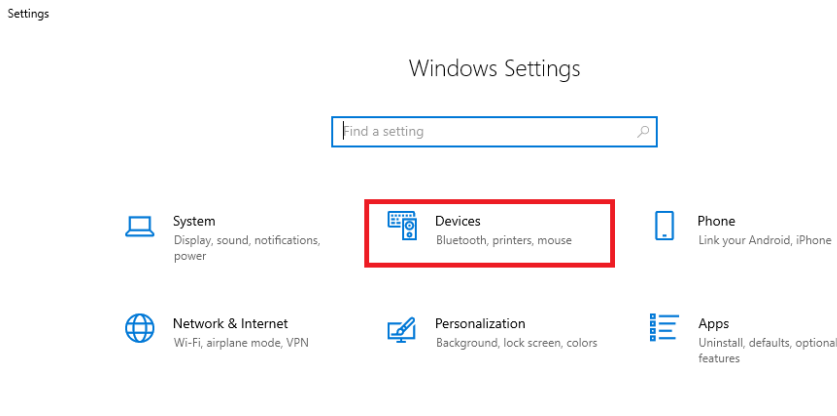 Settings
Windows Settings
Find a setting
System
Display, sound, notifications,
power
Devices
Bluetooth, printers, mouse
Phone
Link your Android, iPhone
Network & Internet
Wi-Fi, airplane mode, VPN
Personalization
Background, lock screen, colors
Apps
Uninstall, defaults, optional
features